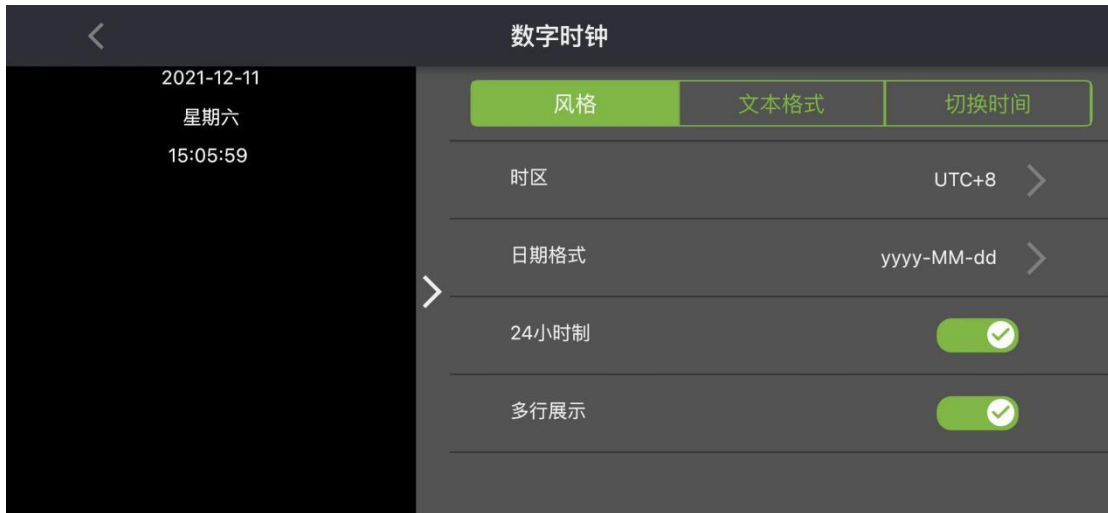 数字时钟
2021-12-11
星期六
15:05:59
风格 文本格式 切换时间
时区 UTC+8
日期格式 yyyy-MM-dd
24小时制
多行展示